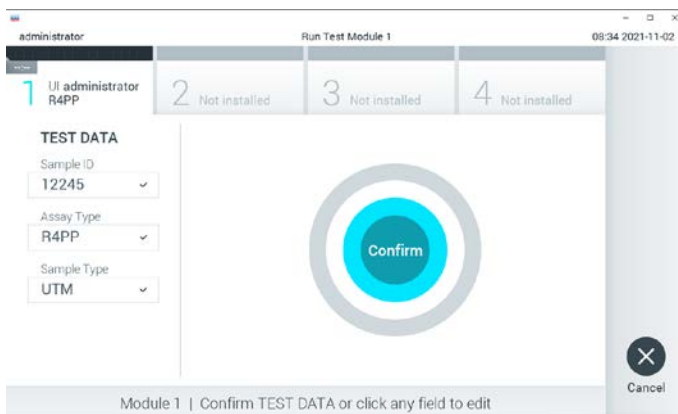 administrator Run Test Module 1 08:34 2021-11-02
1 UI administrator
R4PP
2 Not installed
3 Not installed
4 Not installed
TEST DATA
Sample ID
12245
Assay Type
R4PP
Sample Type
UTM
Confirm
Cancel
Module 1 | Confirm TEST DATA or click any field to edit